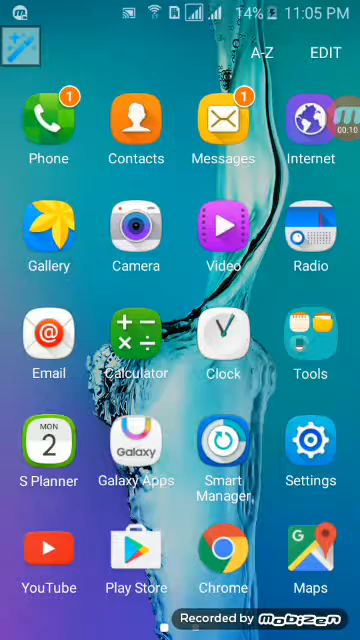 14% 11:05 PM
A-Z EDIT
1 1
00:10
Phone Contacts Messages Internet
Gallery Camera Video Radio
@
Email Calculator Clock Tools
MON
2
Galaxy
S Planner Galaxy Apps Smart Manager Settings
G
YouTube Play Store Chrome Maps
Recorded by mobizen